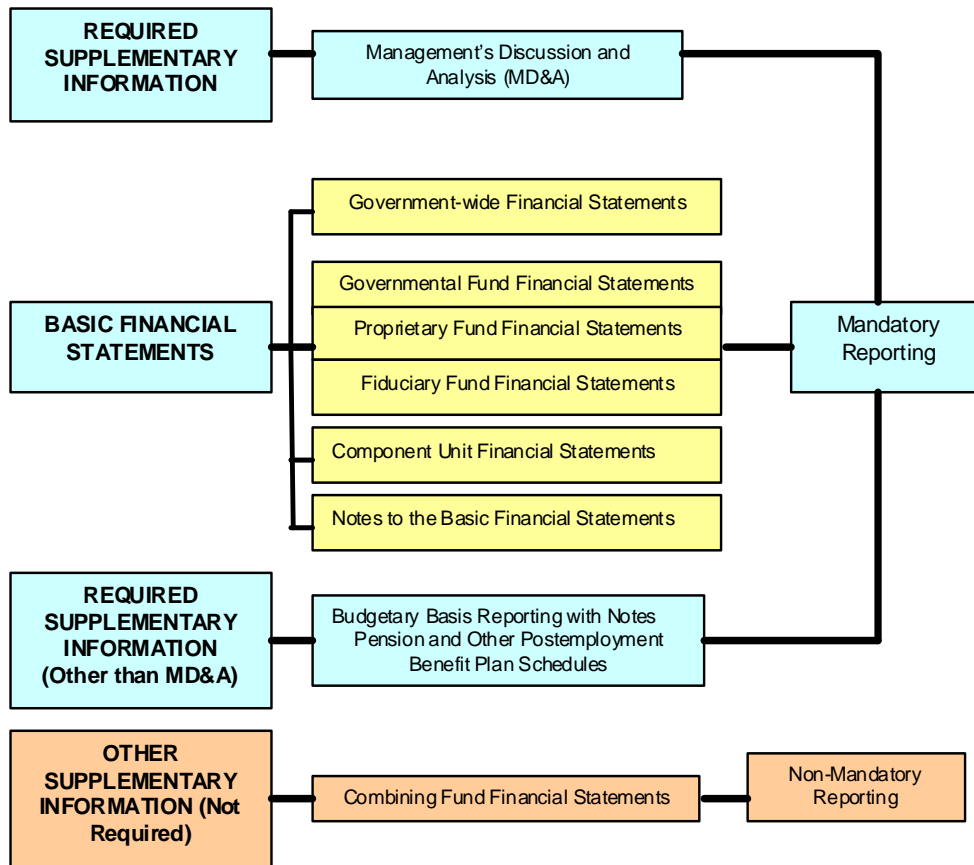 REQUIRED
SUPPLEMENTARY
INFORMATION
Management's Discussion and
Analysis (MD&A)
Government-wide Financial Statements
Governmental Fund Financial Statements
BASIC FINANCIAL
STATEMENTS
Proprietary Fund Financial Statements
Fiduciary Fund Financial Statements
Component Unit Financial Statements
Notes to the Basic Financial Statements
Mandatory
Reporting
REQUIRED
SUPPLEMENTARY
INFORMATION
(Other than MD&A)
Budgetary Basis Reporting with Notes
Pension and Other Postemployment
Benefit Plan Schedules
OTHER
SUPPLEMENTARY
INFORMATION (Not
Required)
Combining Fund Financial Statements
Non-Mandatory
Reporting